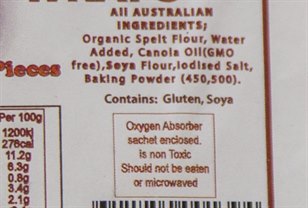 All AUSTRALIAN
INGREDIENTS;
Organic Spelt Flour, Water
Added, Canola Oil(GMO
free),Soya Flour,Iodised Salt,
Baking Powder (450,500).
Pieces
Contains: Gluten,Soya
Per 100g
1200kj
276cal
11.2g
6.3g
0.8g
3.4g
2.1g
Oxygen Absorber
sachet enclosed.
is non Toxic
Should not be eaten
or microwaved